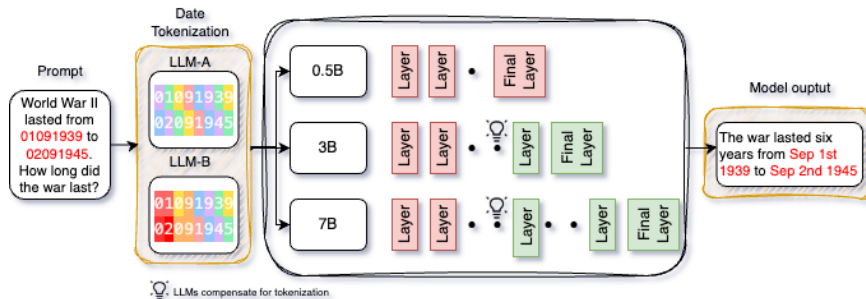 Date
Tokenization
Prompt
World War II
lasted from
01091939 to
02091945.
How long did
the war last?
LLM-A
01091939
02091945
LLM-B
01091939
02091945
0.5B
Layer
Layer
Final
Layer
3B
Layer
Layer
Layer
Final
Layer
7B
Layer
Layer
Layer
Layer
Final
Layer
Model ouptut
The war lasted six
years from Sep 1st
1939 to Sep 2nd 1945
LLMs compensate for tokenization